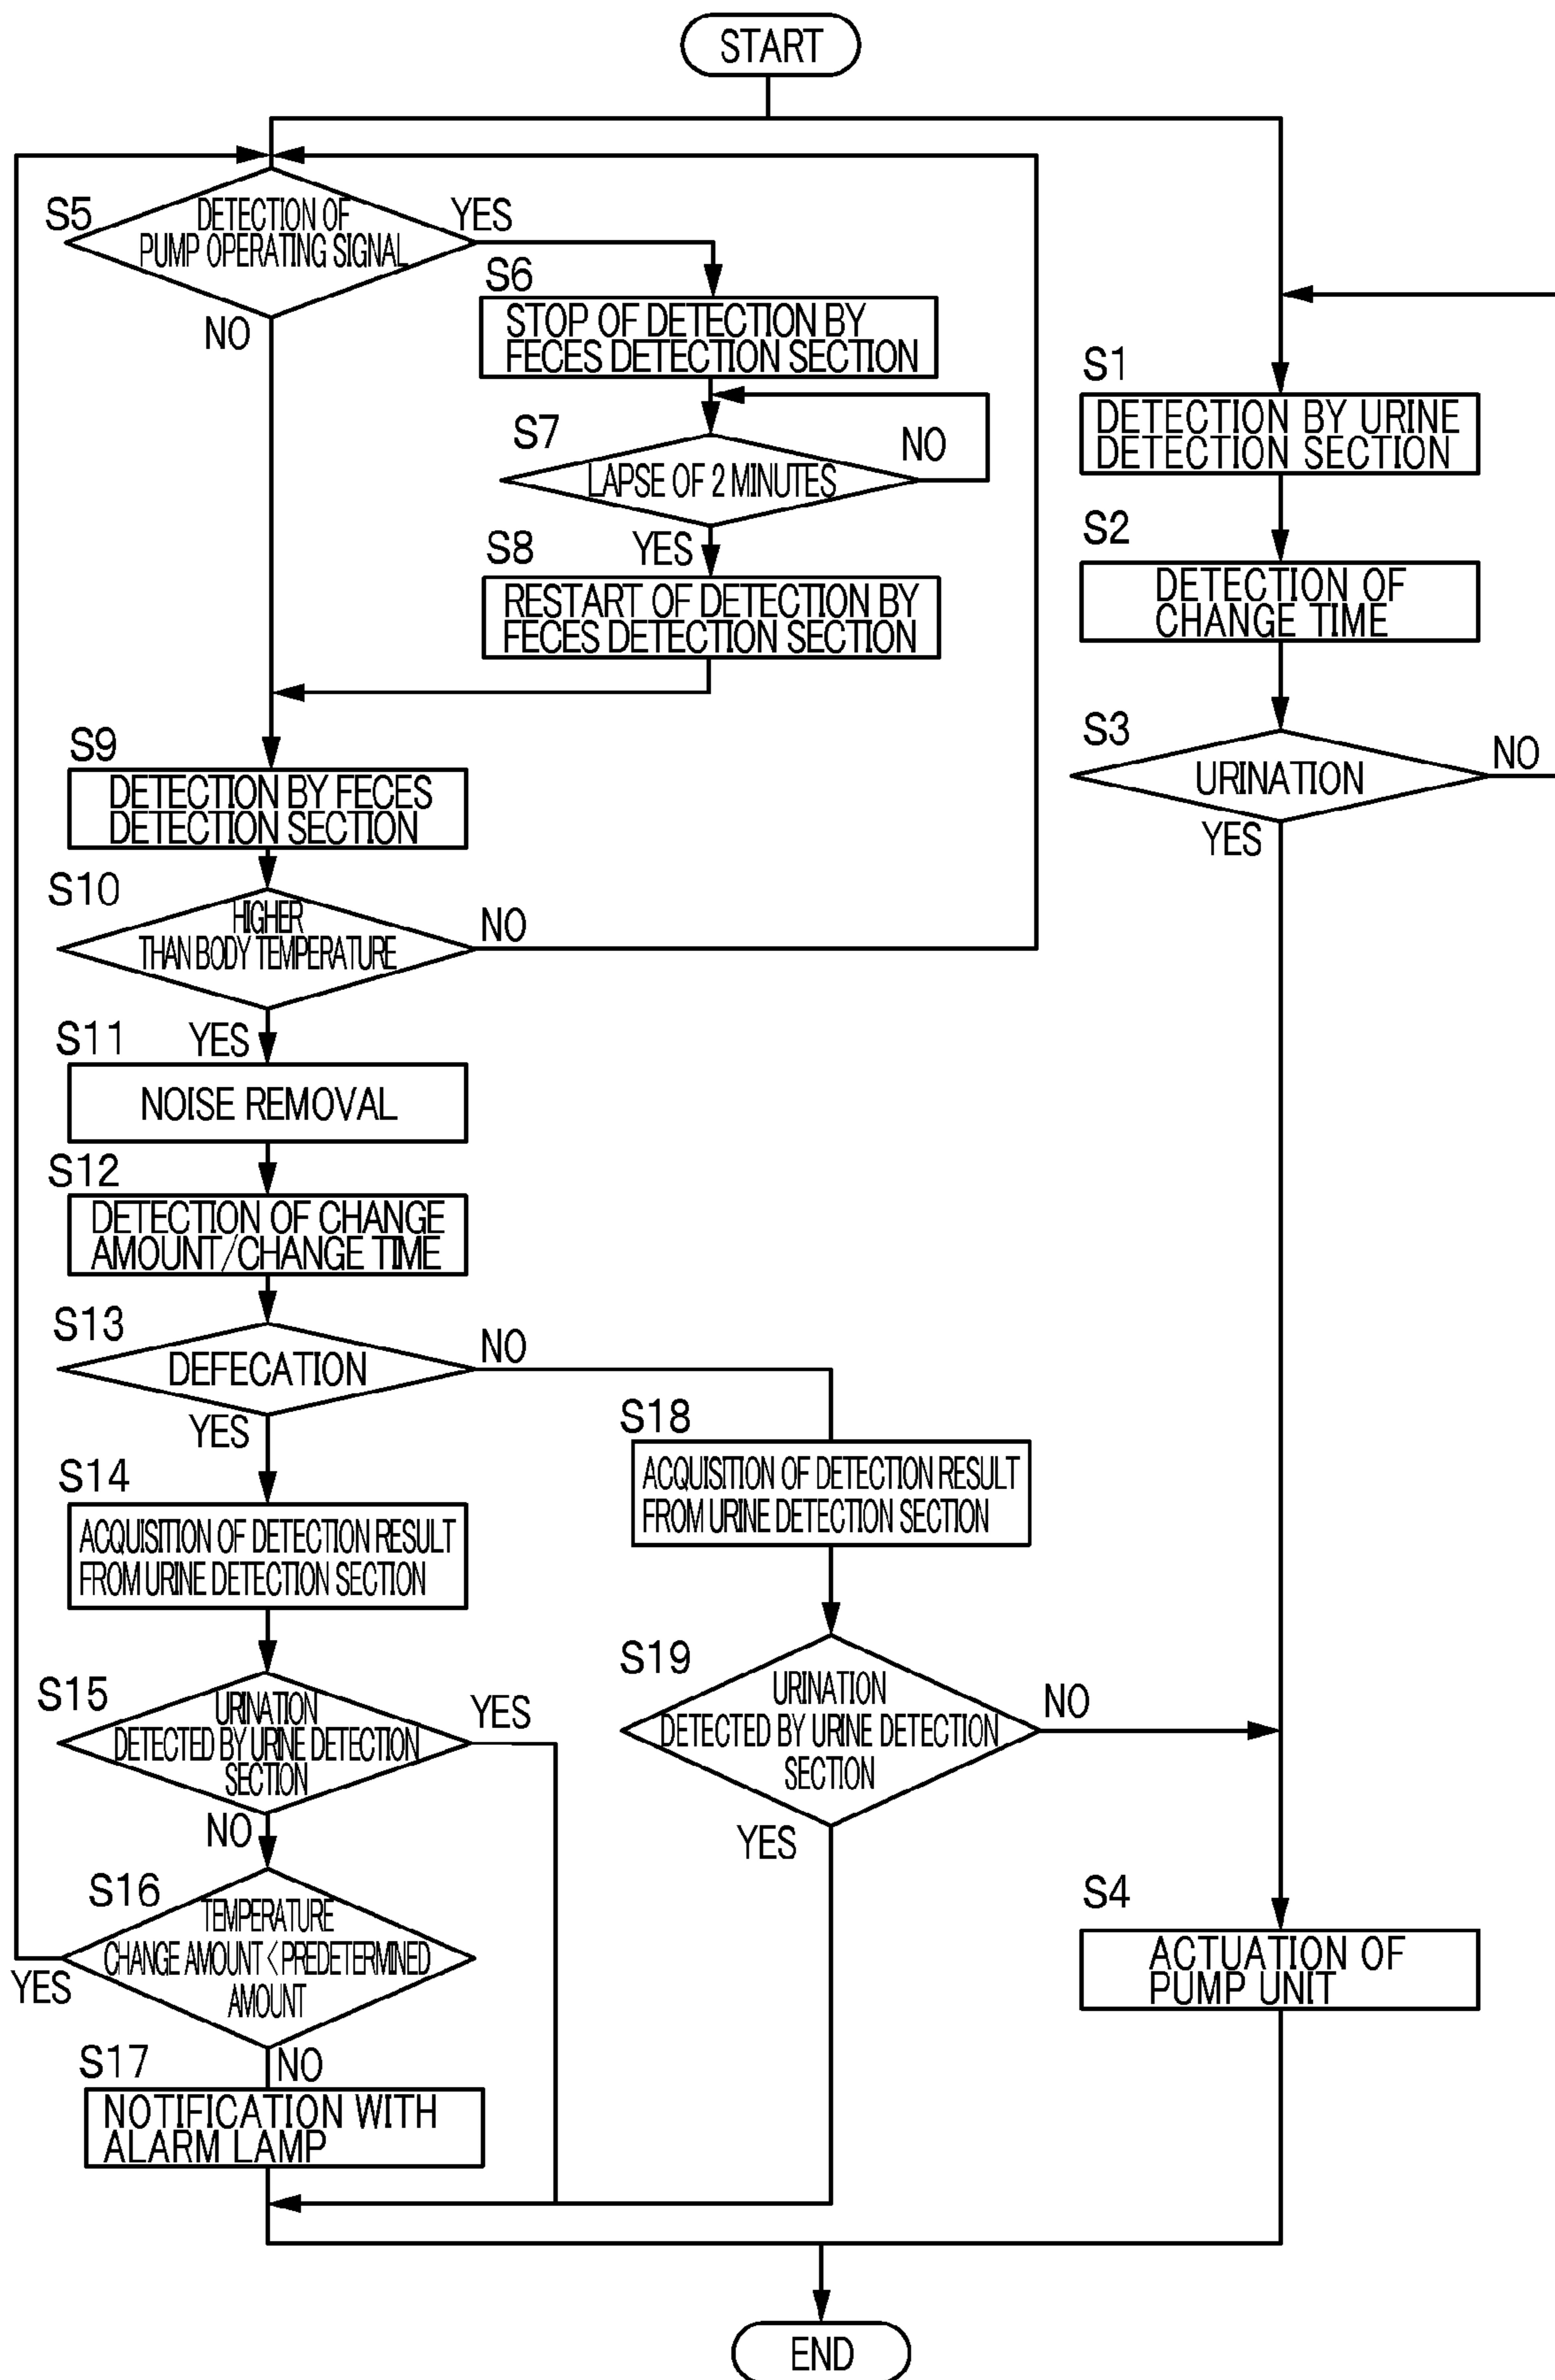 START
S5
DETECTION OF
PUMP OPERATING SIGNAL
YES
NO
S6
STOP OF DETECTION BY
FECES DETECTION SECTION
S7
LAPSE OF 2 MINUTES
NO
YES
S8
RESTART OF DETECTION BY
FECES DETECTION SECTION
S1
DETECTION BY URINE
DETECTION SECTION
S2
DETECTION OF
CHANGE TIME
S3
URINATION
NO
YES
S9
DETECTION BY FECES
DETECTION SECTION
S10
HIGHER
THAN BODY TEMPERATURE
NO
YES
S11
NOISE REMOVAL
S12
DETECTION OF CHANGE
AMOUNT/CHANGE TIME
S13
DEFECATION
NO
YES
S14
ACQUISITION OF DETECTION RESULT
FROM URINE DETECTION SECTION
S18
ACQUISITION OF DETECTION RESULT
FROM URINE DETECTION SECTION
S15
URINATION
DETECTED BY URINE DETECTION
SECTION
YES
NO
S19
URINATION
DETECTED BY URINE DETECTION
SECTION
NO
YES
S16
TEMPERATURE
CHANGE AMOUNT < PREDETERMINED
AMOUNT
YES
NO
S4
ACTUATION OF
PUMP UNIT
S17
NOTIFICATION WITH
ALARM LAMP
END